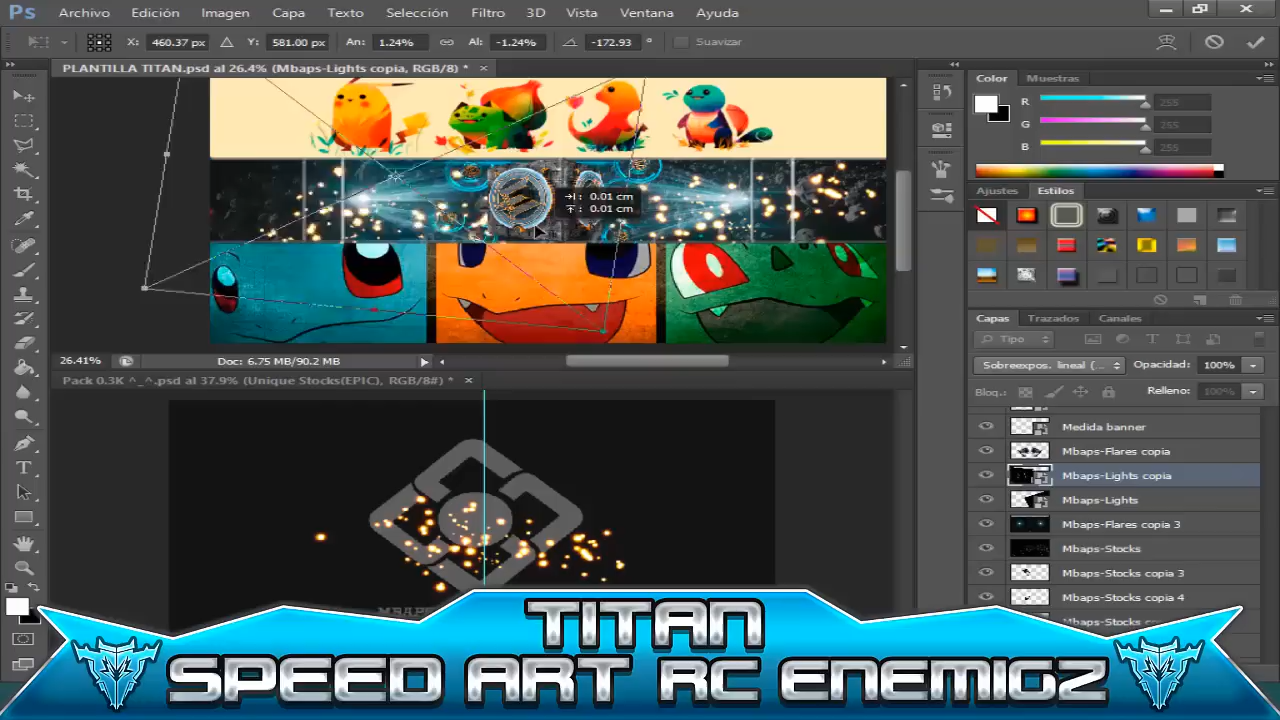 Ps Archivo Edición Imagen Capa Texto Selección Filtro 3D Vista Ventana Ayuda
X: 460.37 px Y: 581.00 px An: 1.24% Al: -1.24% -172.93 ° Suavizar
PLANTILLA TITAN.psd al 26.4% (Mbaps-Lights copia, RGB/8) * ×
Color Muestras
R 255
G 255
B 255
Ajustes Estilos
: 0.01 cm
: 0.01 cm
Capas Trazados Canales
Tipo
Sobreexpos. lineal (... Opacidad: 100%
Bloq.: Relleno: 100%
Medida banner
Mbaps-Flares copia
Mbaps-Lights copia
Mbaps-Lights
Mbaps-Flares copia 3
Mbaps-Stocks
Mbaps-Stocks copia 3
Mbaps-Stocks copia 4
26.41% Doc: 6.75 MB/90.2 MB
Pack 0.3K ^_^.psd al 37.9% (Unique Stocks(EPIC), RGB/8#) * ×
TITAN
SPEED ART RC ENEMIGZ